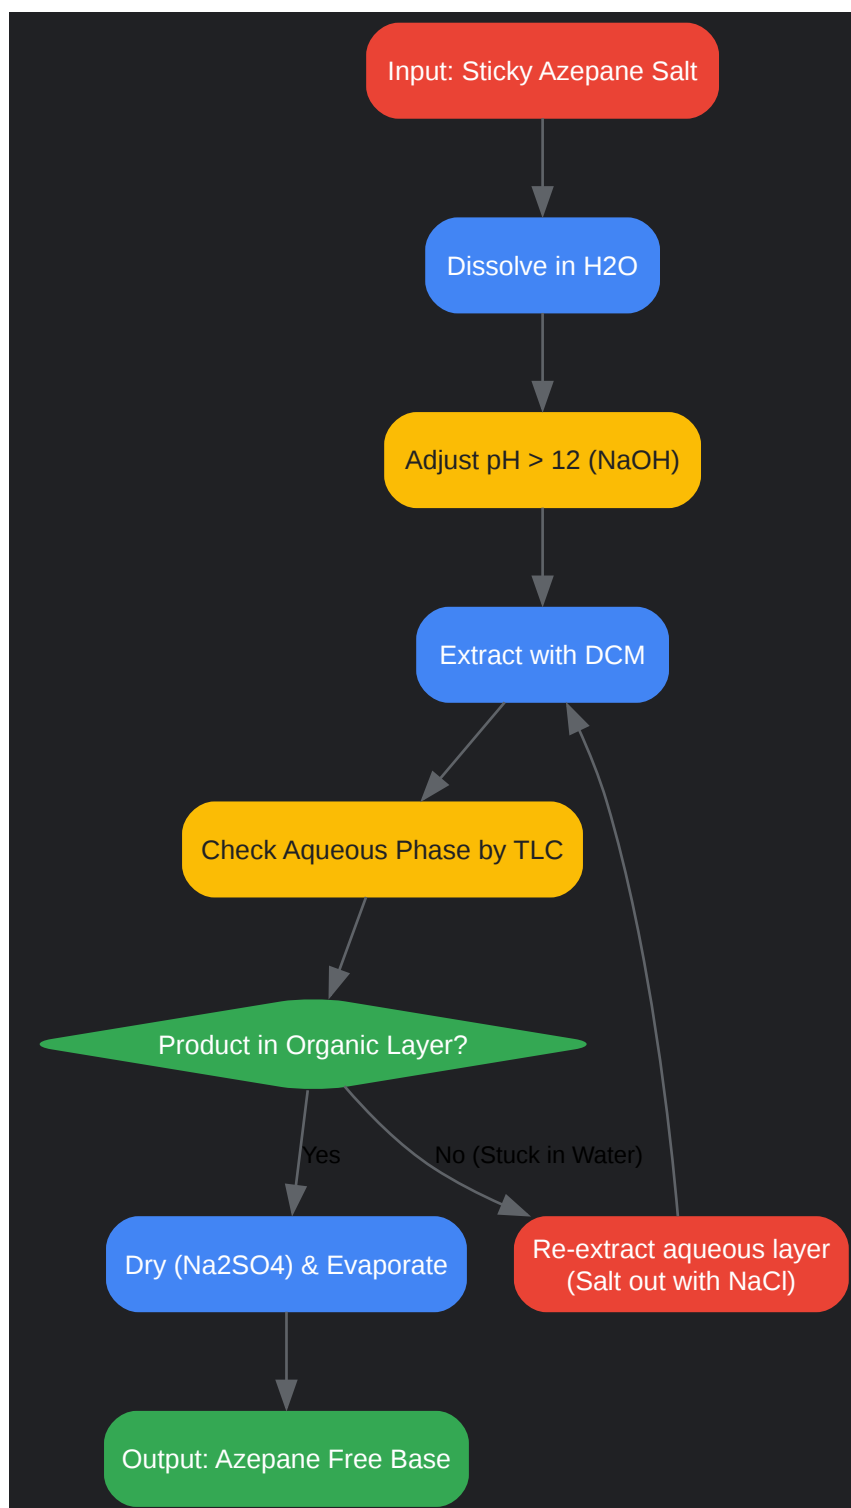 Input: Sticky Azepane Salt
Dissolve in H2O
Adjust pH > 12 (NaOH)
Extract with DCM
Check Aqueous Phase by TLC
Product in Organic Layer?
Yes
No (Stuck in Water)
Dry (Na2SO4) & Evaporate
Re-extract aqueous layer
(Salt out with NaCl)
Output: Azepane Free Base